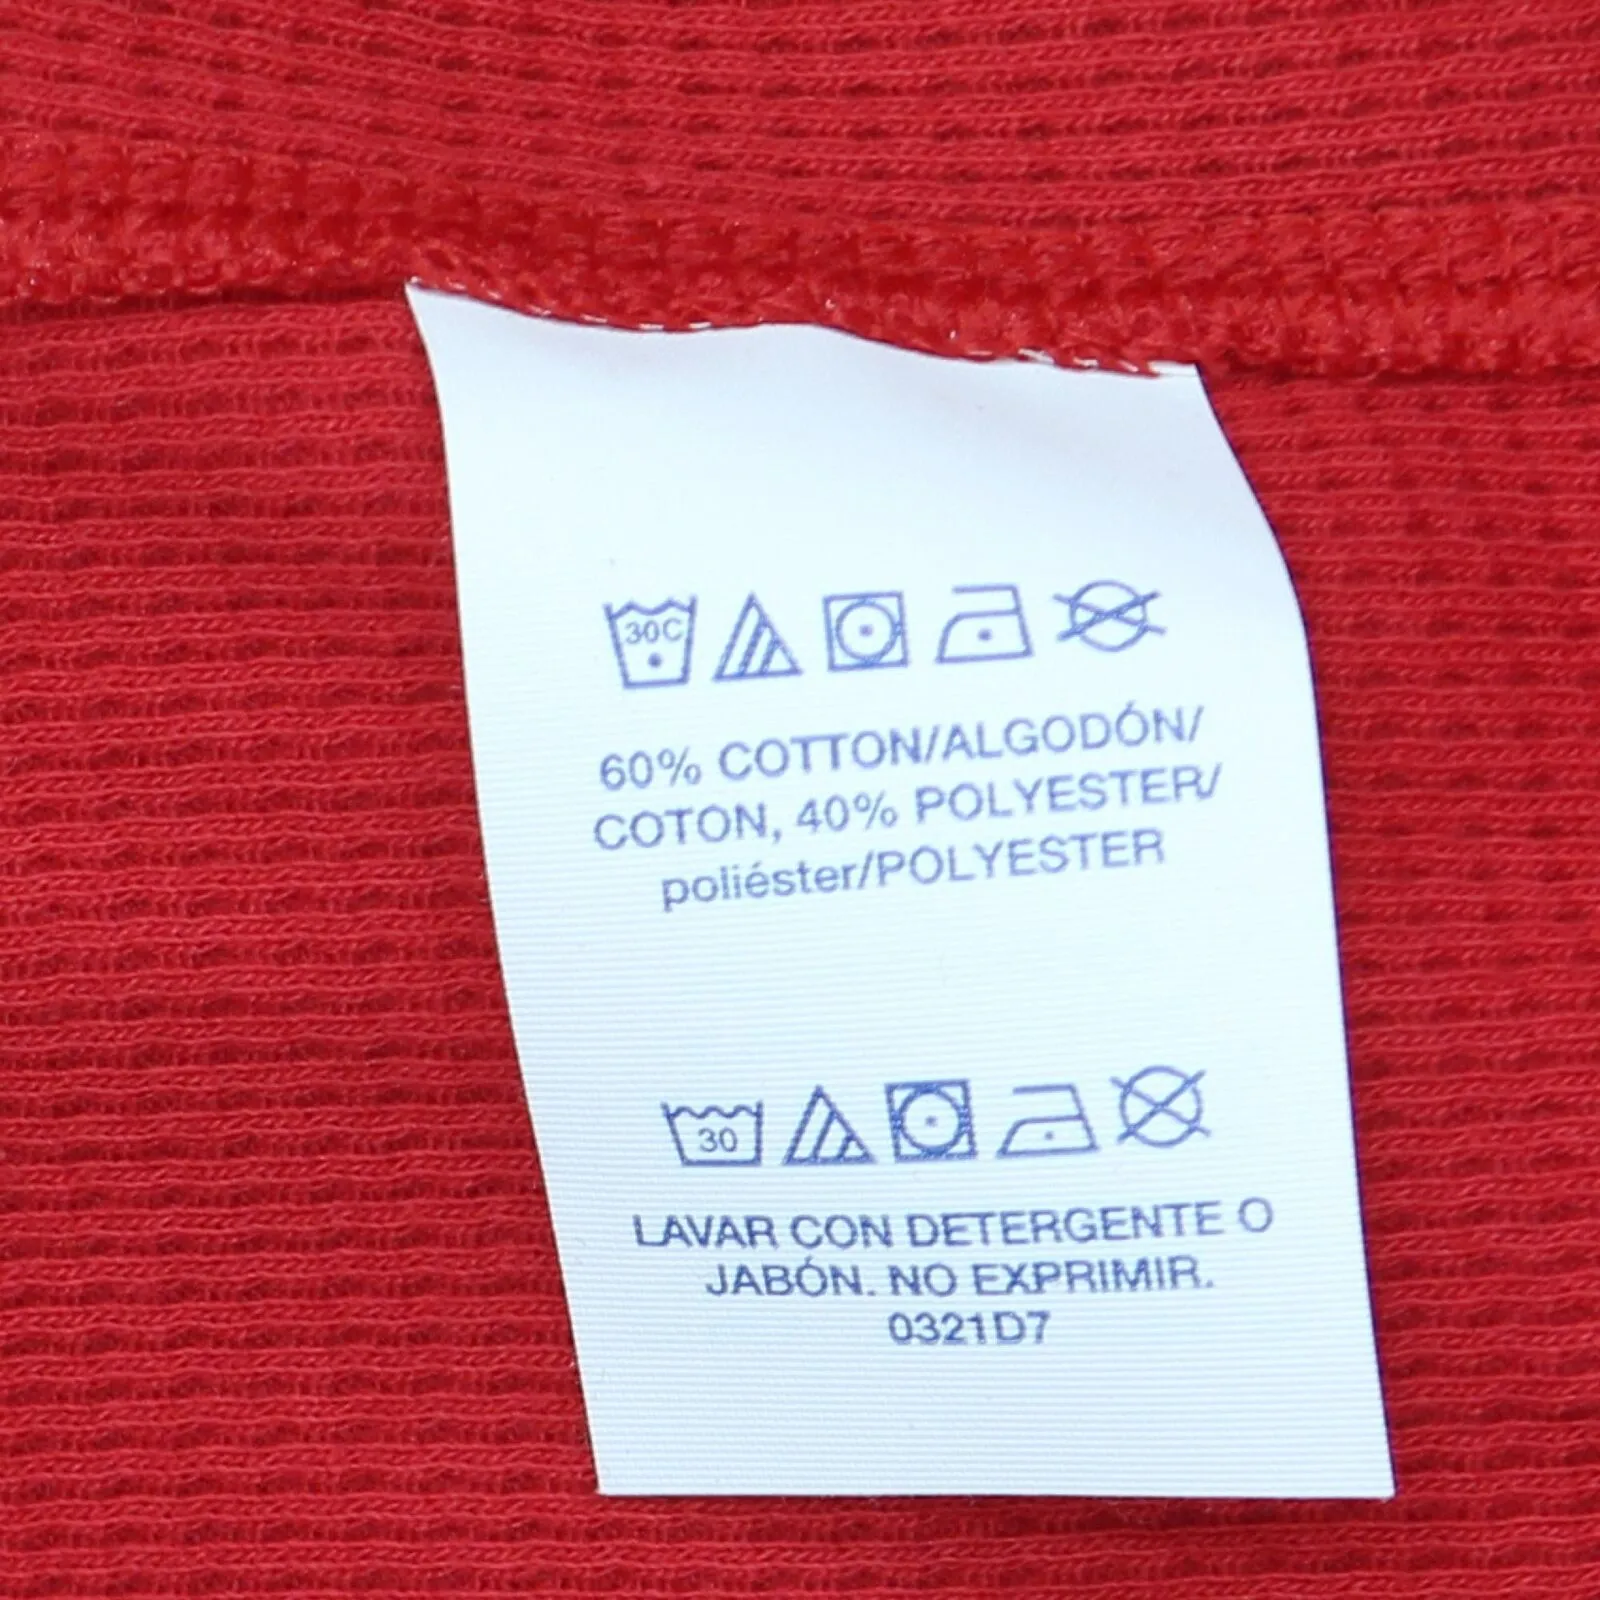 30C
60% COTTON/ALGODÓN/
COTON, 40% POLYESTER/
poliéster/POLYESTER
30
LAVAR CON DETERGENTE O
JABÓN. NO EXPRIMIR.
0321D7